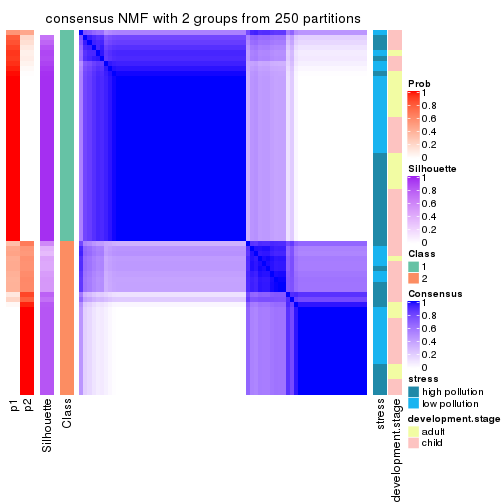 consensus NMF with 2 groups from 250 partitions
Prob
1
0.8
0.6
0.4
0.2
0
Silhouette
1
0.8
0.6
0.4
0.2
0
Class
1
2
Consensus
1
0.8
0.6
0.4
0.2
0
stress
high pollution
low pollution
development.stage
adult
child
p1
p2
Silhouette
Class
stress
development.stage